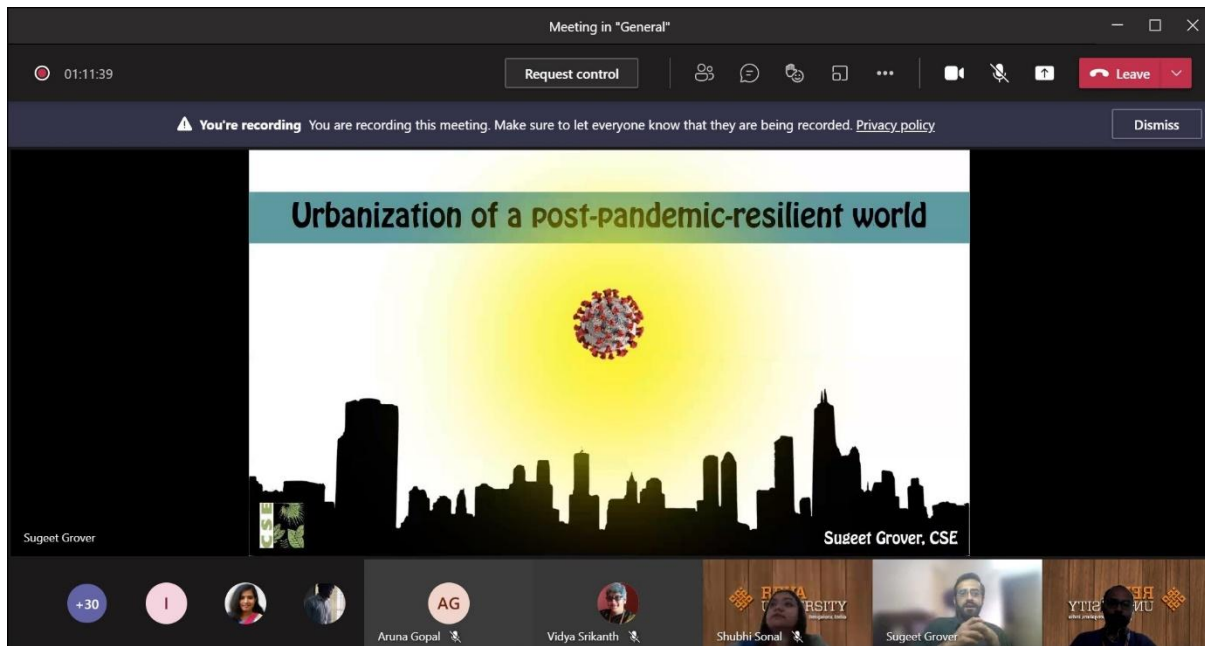 Meeting in "General"
01:11:39
Request control
Leave
You're recording You are recording this meeting. Make sure to let everyone know that they are being recorded. Privacy policy
Dismiss
Urbanization of a post-pandemic-resilient world
CSE
Sugeet Grover, CSE
Sugeet Grover
+30
I
AG
Aruna Gopal
Vidya Srikanth
Shubhi Sonal
Sugeet Grover